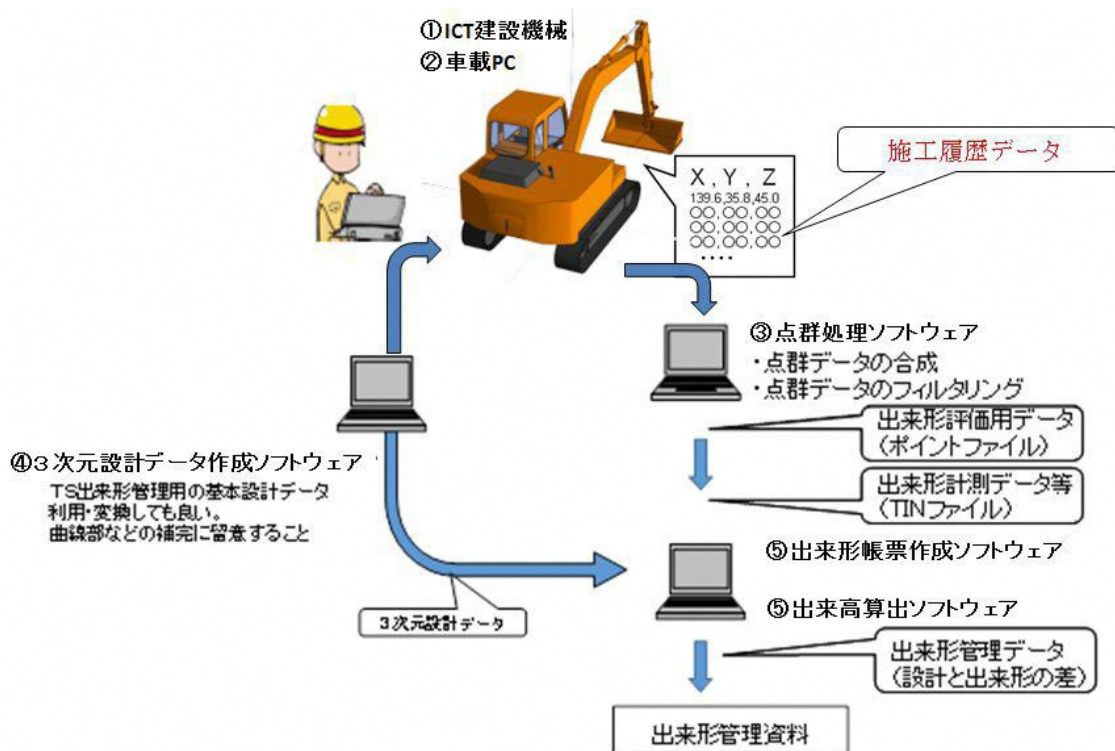 ①ICT建設機械
②車載PC
施工履歴データ
X,Y,Z
139.6,35.8,45.0
○○,○○,○○
○○,○○,○○
○○,○○,○○
････
③点群処理ソフトウェア
・点群データの合成
・点群データのフィルタリング
出来形評価用データ
(ポイントファイル)
出来形計測データ等
(TINファイル)
④3次元設計データ作成ソフトウェア
TS出来形管理用の基本設計データ
利用・変換しても良い。
曲線部などの補完に留意すること
3次元設計データ
⑤出来形帳票作成ソフトウェア
⑤出来高算出ソフトウェア
出来形管理データ
(設計と出来形の差)
出来形管理資料